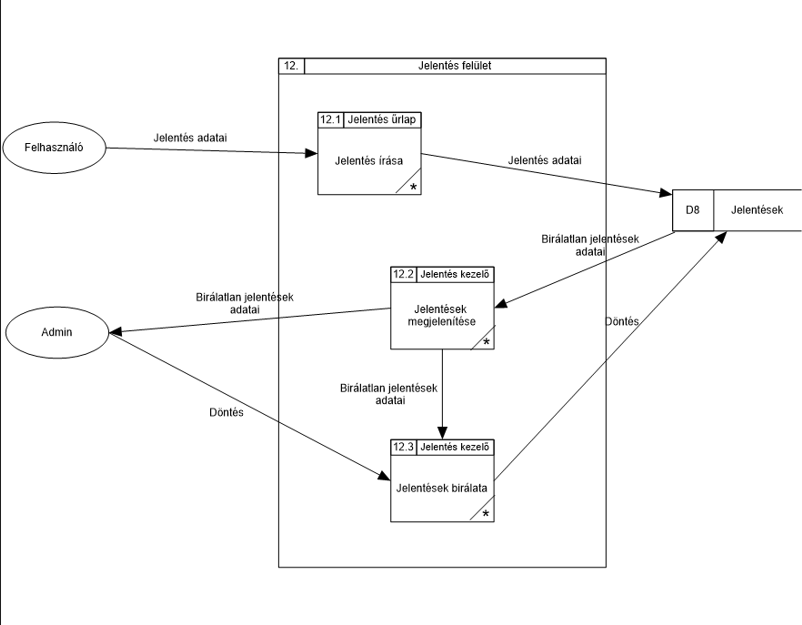 12.
Jelentés felület
12.1
Jelentés űrlap
Jelentés adatai
Felhasználó
Jelentés írása
Jelentés adatai
*
D8
Jelentések
Bírálatlan jelentések
adatai
12.2
Jelentés kezelő
Bírálatlan jelentések
adatai
Jelentések
megjelenítése
Döntés
Admin
*
Bírálatlan jelentések
adatai
Döntés
12.3
Jelentés kezelő
Jelentések bírálata
*